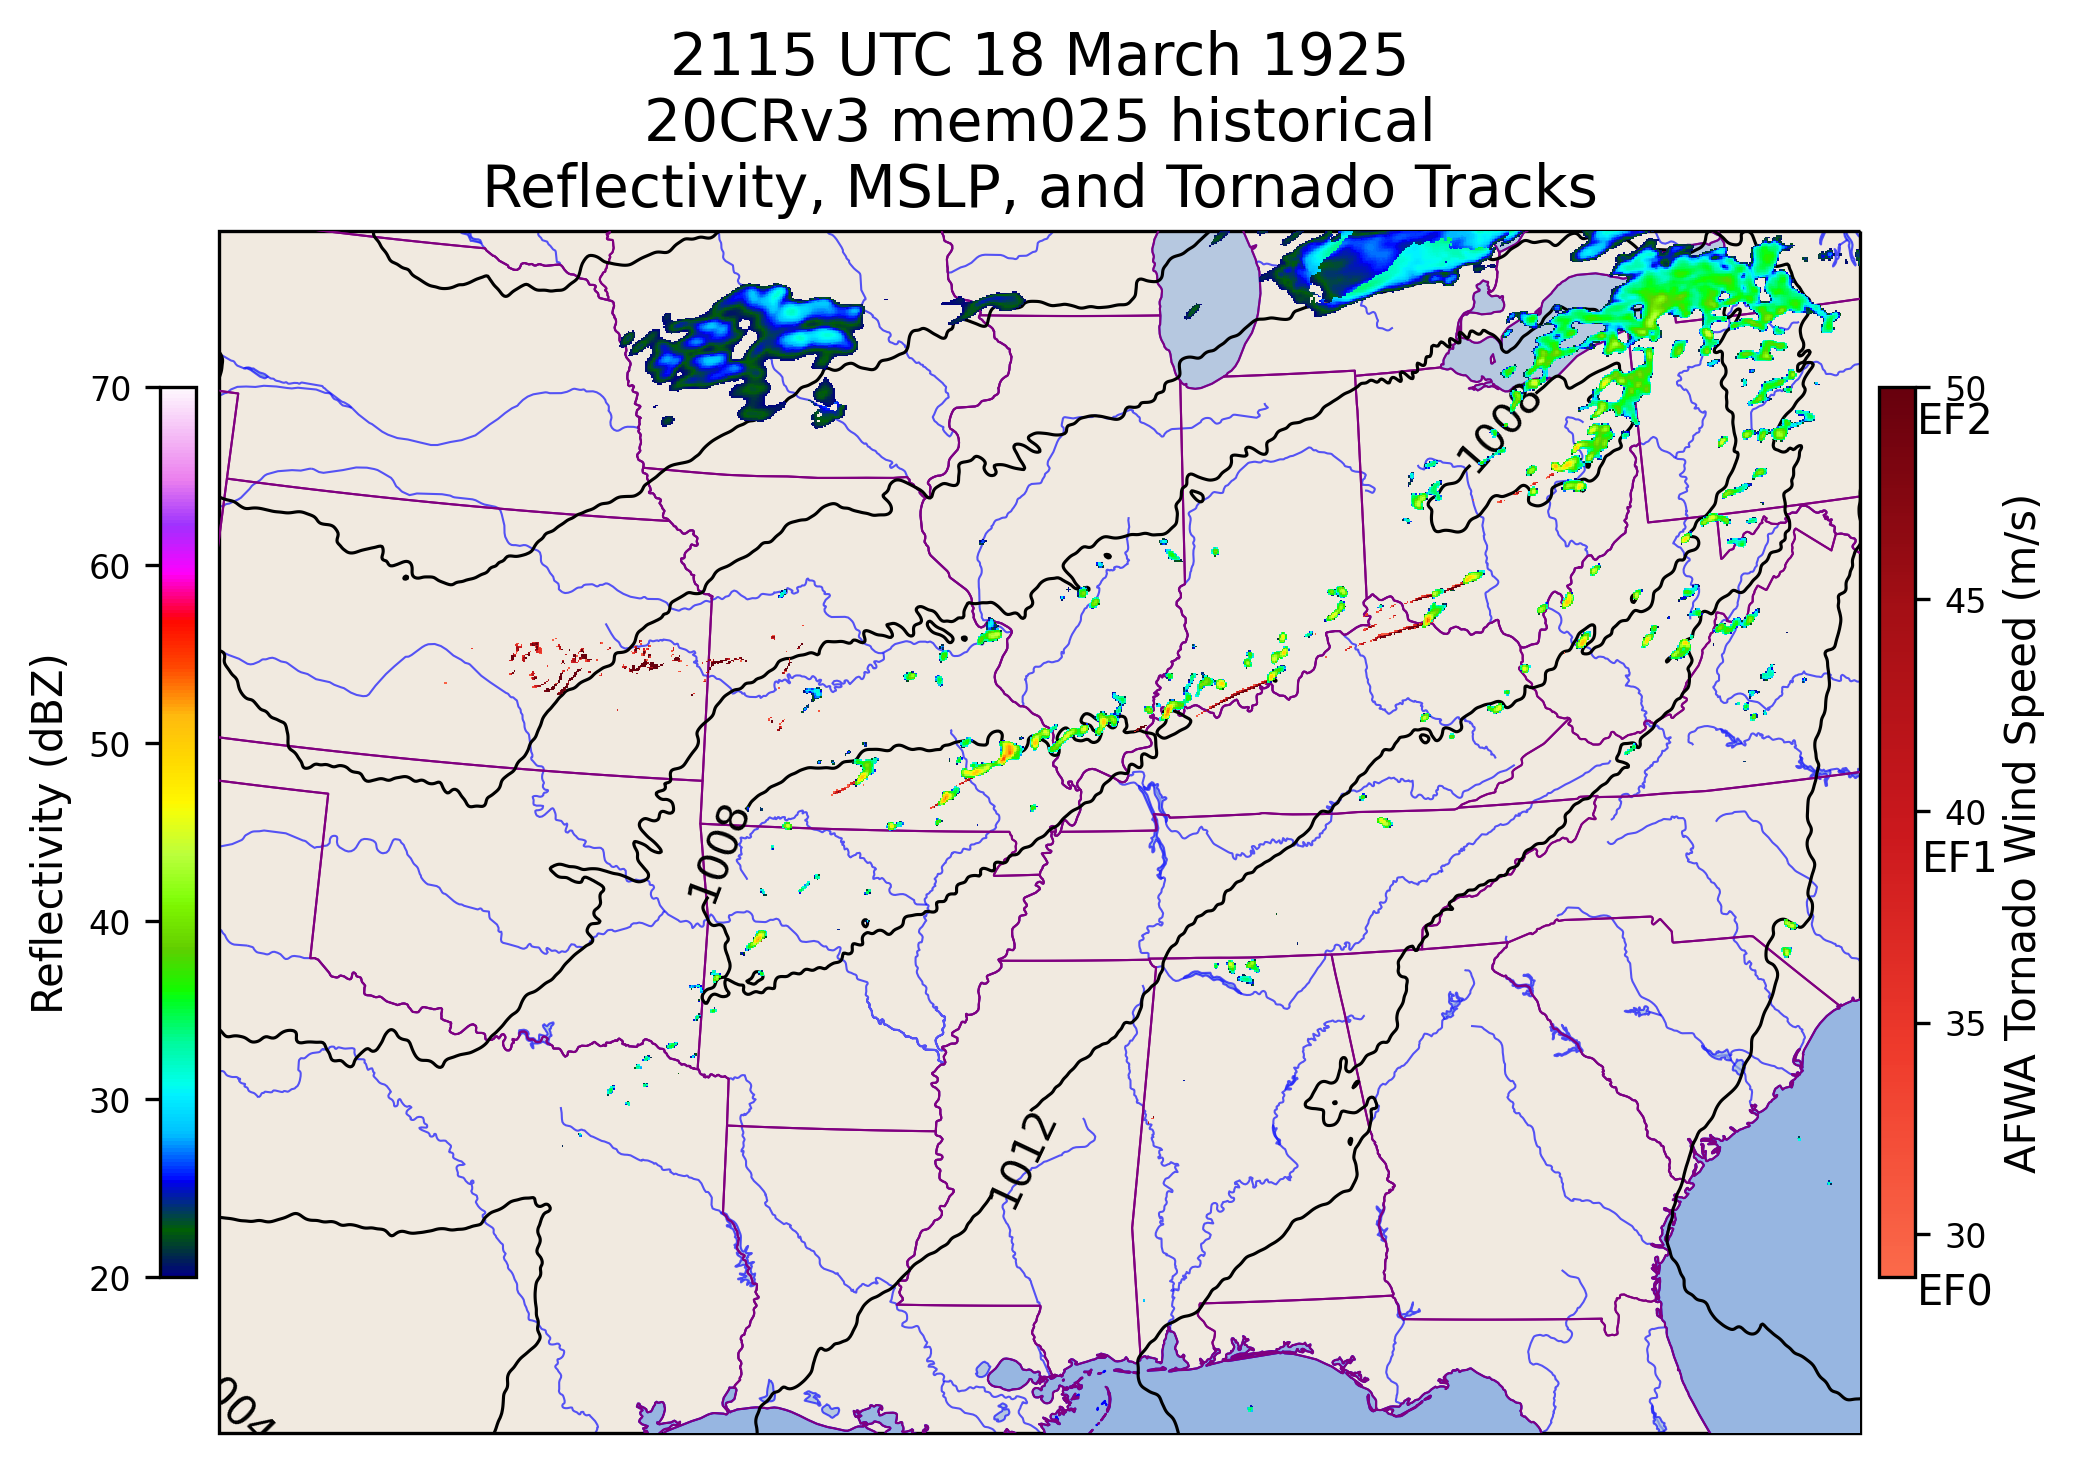 2115 UTC 18 March 1925
20CRv3 mem025 historical
Reflectivity, MSLP, and Tornado Tracks
70
60
50
40
30
20
Reflectivity (dBZ)
1008
1008
1012
004
50
EF2
45
40
EF1
35
30
EF0
AFWA Tornado Wind Speed (m/s)